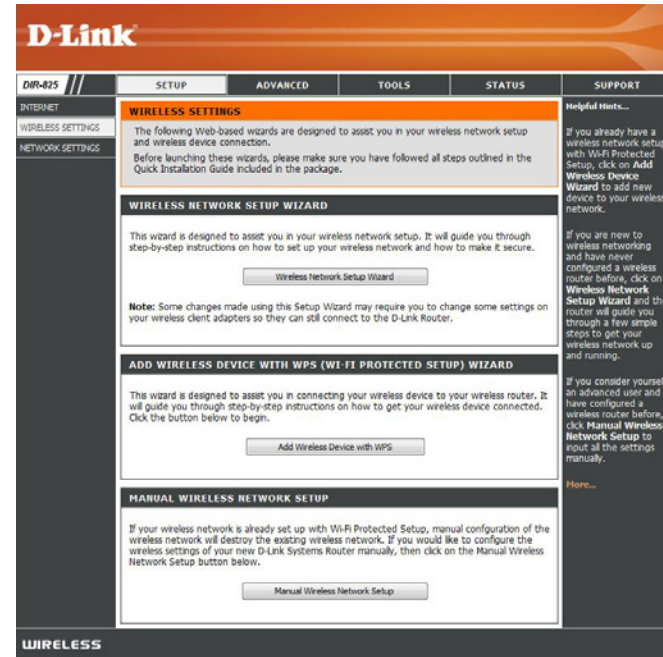 D-Link
DIR-825
SETUP
ADVANCED
TOOLS
STATUS
SUPPORT
INTERNET
WIRELESS SETTINGS
NETWORK SETTINGS
WIRELESS SETTINGS
The following Web-based wizards are designed to assist you in your wireless network setup
and wireless device connection.
Before launching these wizards, please make sure you have followed all steps outlined in the
Quick Installation Guide included in the package.
WIRELESS NETWORK SETUP WIZARD
This wizard is designed to assist you in your wireless network setup. It will guide you through
step-by-step instructions on how to set up your wireless network and how to make it secure.
Wireless Network Setup Wizard
Note: Some changes made using this Setup Wizard may require you to change some settings on
your wireless client adapters so they can still connect to the D-Link Router.
ADD WIRELESS DEVICE WITH WPS (WI-FI PROTECTED SETUP) WIZARD
This wizard is designed to assist you in connecting your wireless device to your wireless router. It
will guide you through step-by-step instructions on how to get your wireless device connected.
Click the button below to begin.
Add Wireless Device with WPS
MANUAL WIRELESS NETWORK SETUP
If your wireless network is already set up with Wi-Fi Protected Setup, manual configuration of the
wireless network will destroy the existing wireless network. If you would like to configure the
wireless settings of your new D-Link Systems Router manually, then click on the Manual Wireless
Network Setup button below.
Manual Wireless Network Setup
Helpful Hints...
If you already have a
wireless network setup
with Wi-Fi Protected
Setup, click on Add
Wireless Device
Wizard to add new
device to your wireless
network.
If you are new to
wireless networking
and have never
configured a wireless
router before, click on
Wireless Network
Setup Wizard and th
router will guide you
through a few simple
steps to get your
wireless network up
and running.
If you consider yoursel
an advanced user and
have configured a
wireless router before,
click Manual Wireless
Network Setup to
input all the settings
manually.
More...
WIRELESS